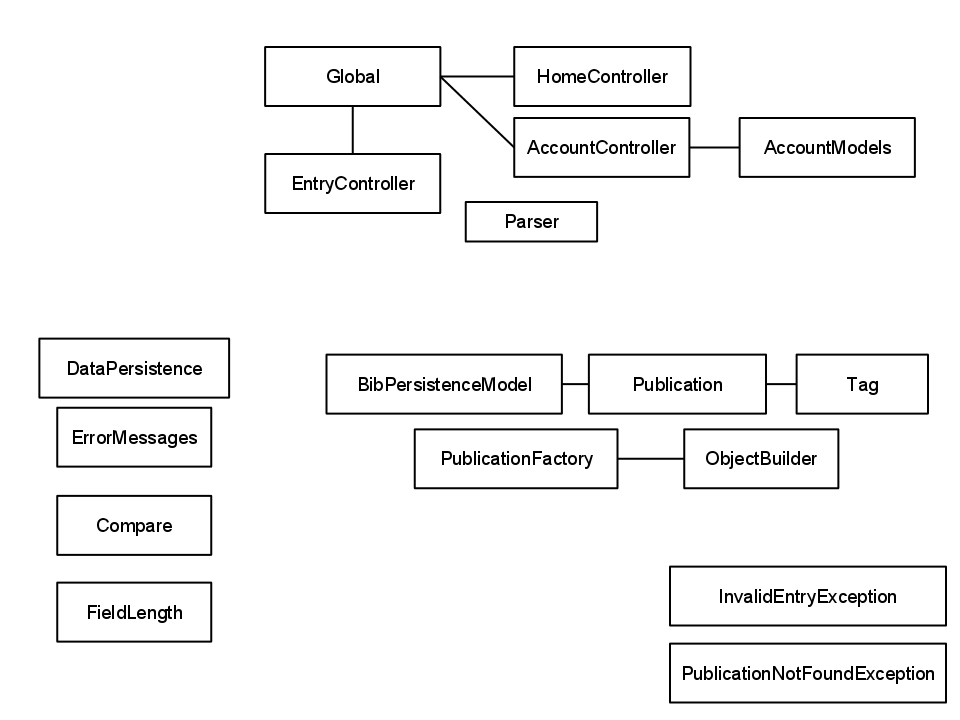 Global
HomeController
AccountController
AccountModels
EntryController
Parser
DataPersistence
BibPersistenceModel
Publication
Tag
ErrorMessages
PublicationFactory
ObjectBuilder
Compare
FieldLength
InvalidEntryException
PublicationNotFoundException